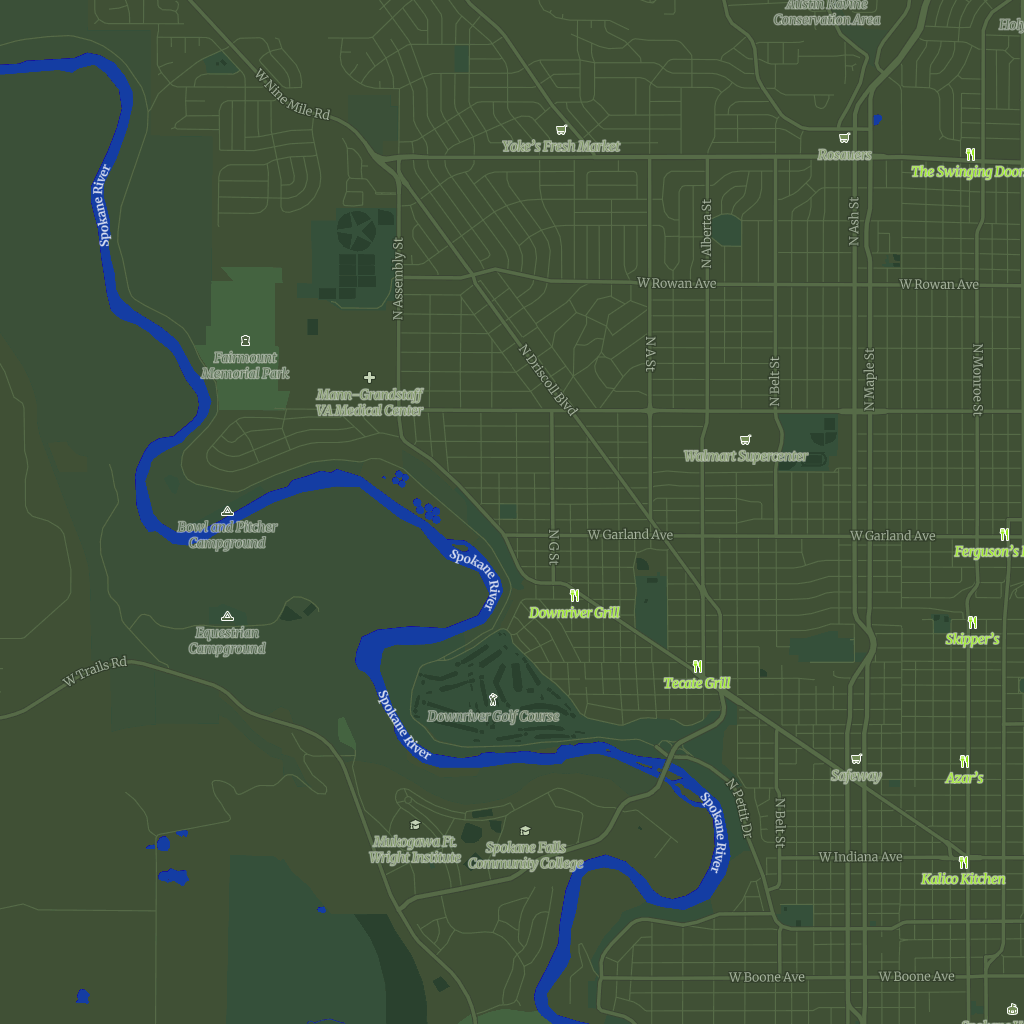 Austin Ravine
Conservation Area
Holy
W Nine Mile Rd
Yoke's Fresh Market
Rosauers
The Swinging Doors
Spokane River
N Assembly St
N Alberta St
N Ash St
W Rowan Ave
W Rowan Ave
Fairmount
Memorial Park
N Driscoll Blvd
N A St
N Belt St
N Maple St
N Monroe St
Mann-Grandstaff
VA Medical Center
Walmart Supercenter
Bowl and Pitcher
Campground
N G St
W Garland Ave
W Garland Ave
Ferguson's
Spokane River
Downriver Grill
Equestrian
Campground
Skipper's
W Trails Rd
Tecate Grill
Spokane River
Downriver Golf Course
Safeway
Azar's
N Pettit Dr
Spokane River
N Belt St
Mukogawa Ft.
Wright Institute
Spokane Falls
Community College
W Indiana Ave
Kalico Kitchen
W Boone Ave
W Boone Ave